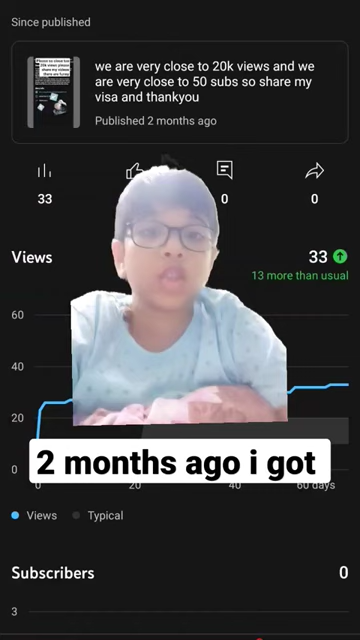 Since published
we are very close to 20k views and we
are very close to 50 subs so share my
visa and thankyou
Published 2 months ago
33
0
0
Views
33
13 more than usual
60
40
20
0
2 months ago i got
0
20
40
60 days
Views
Typical
Subscribers
0
3